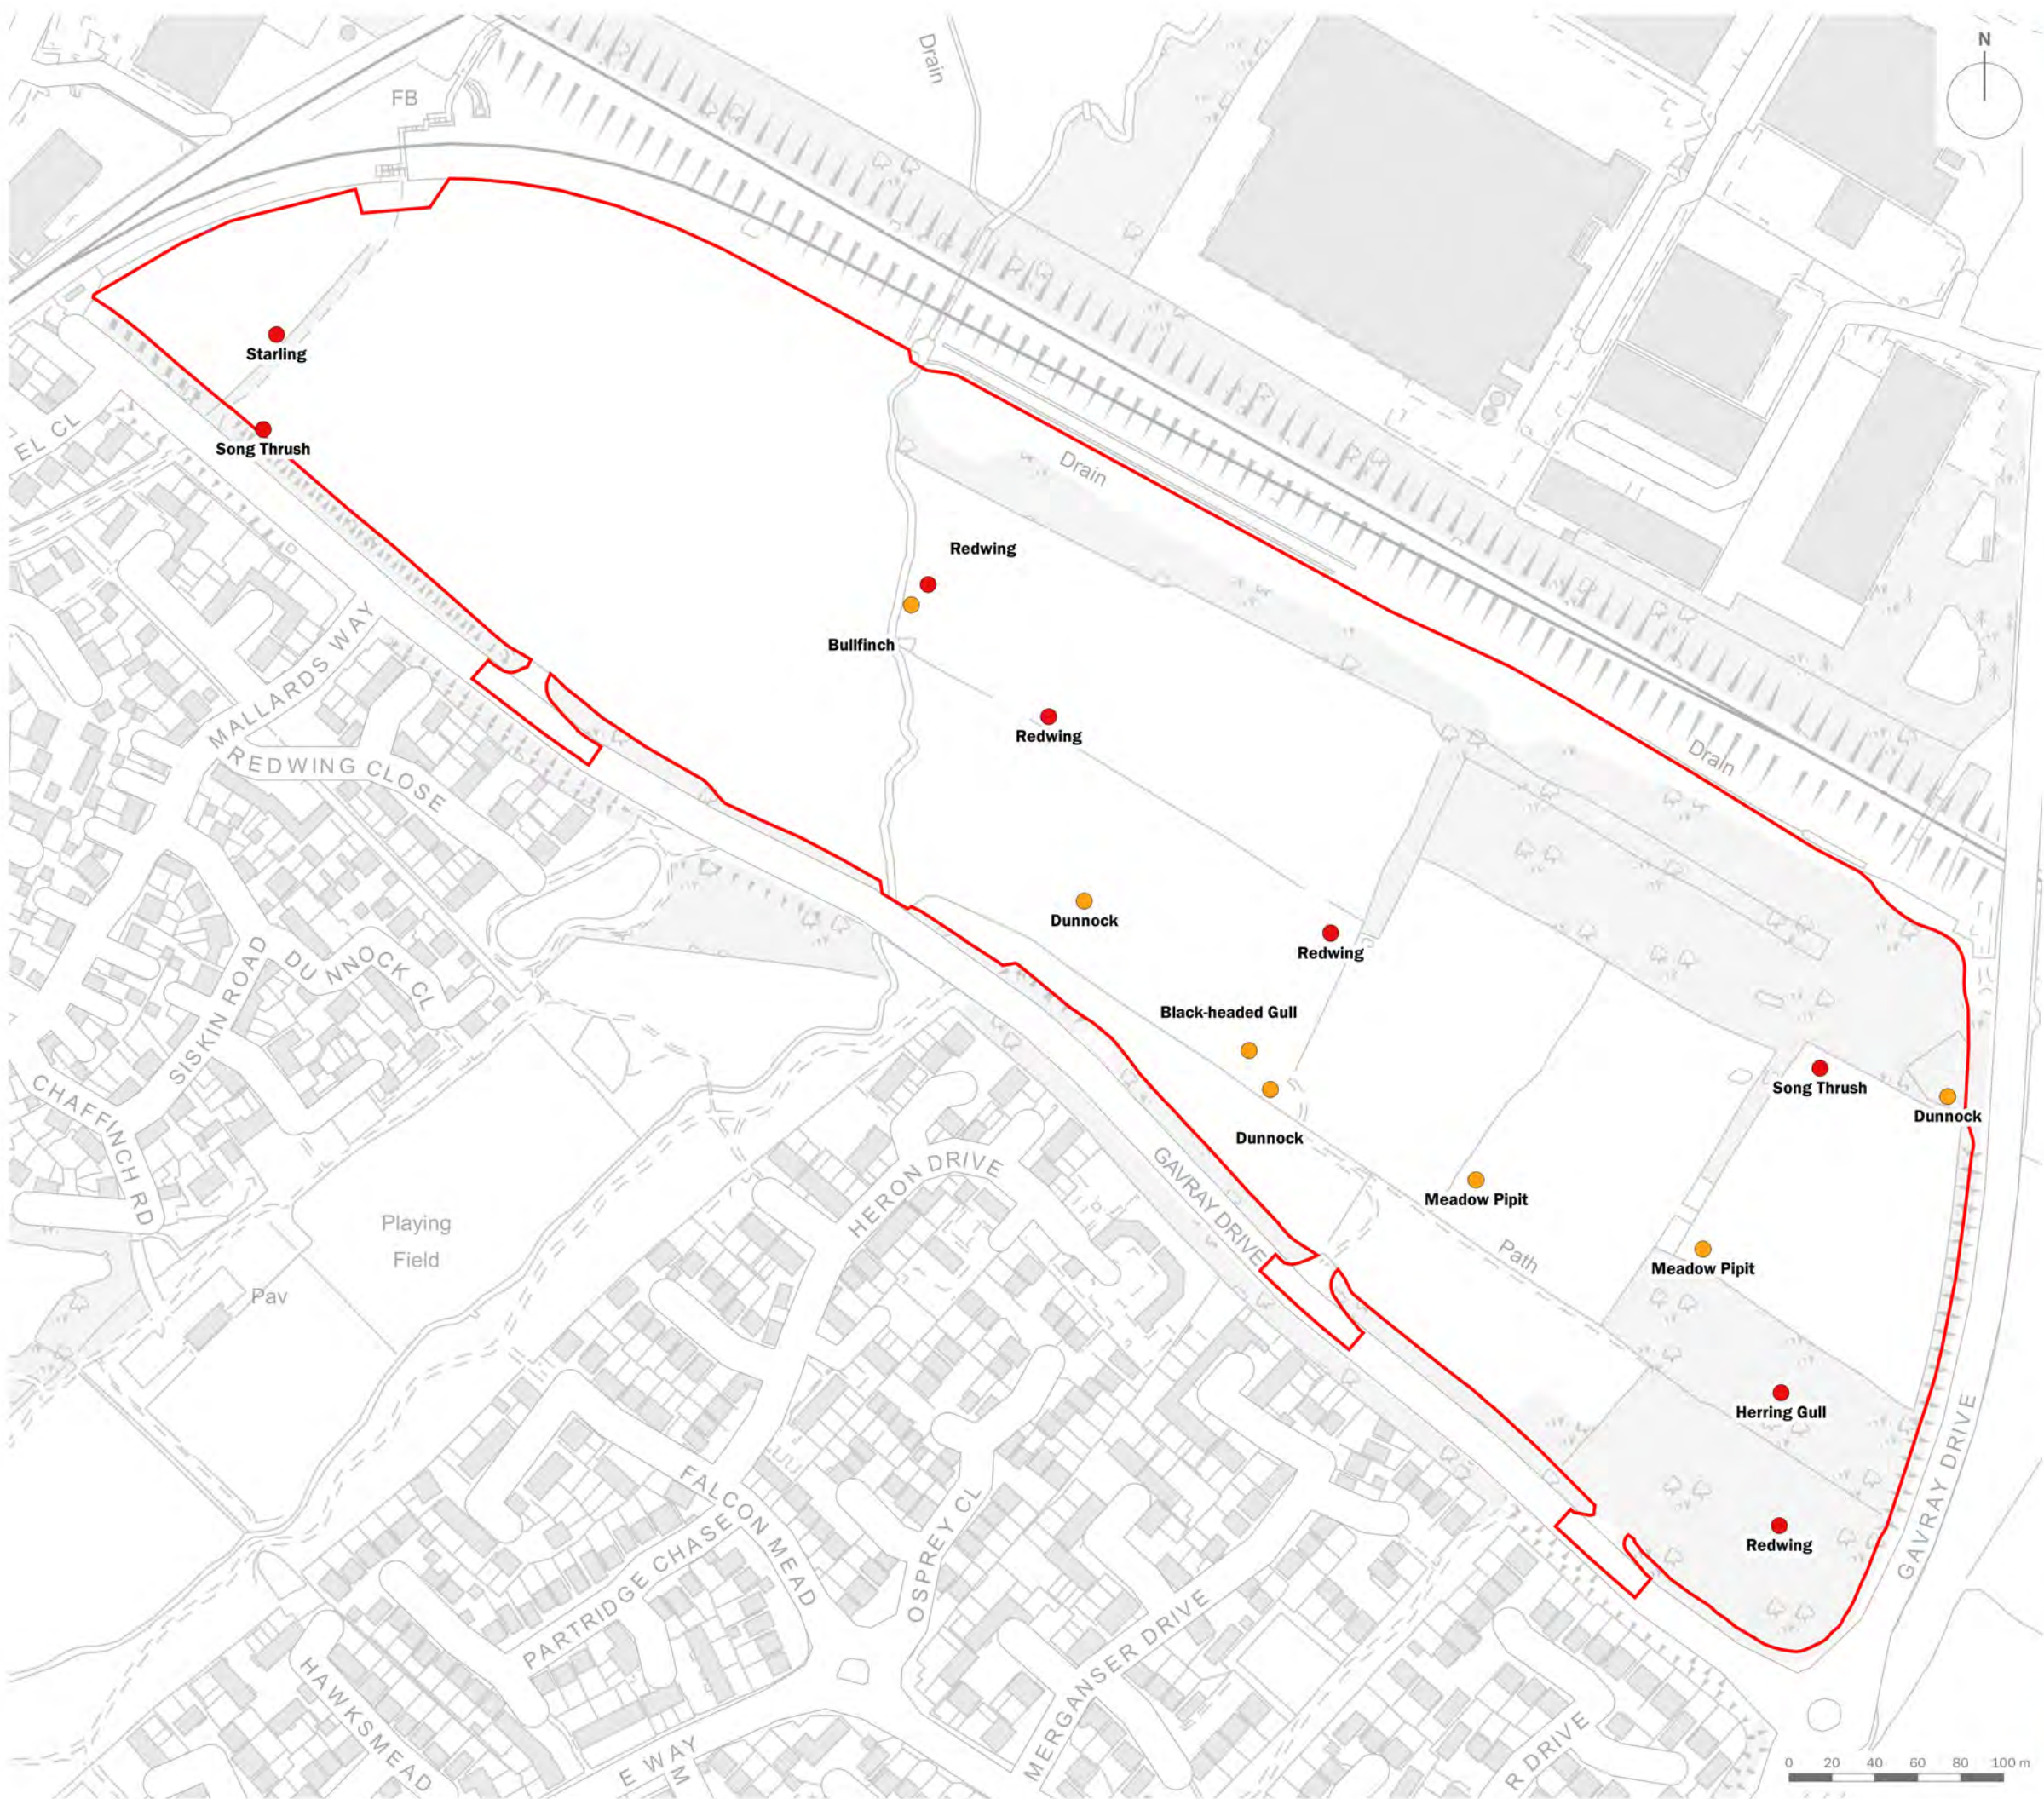 N
Drain
FB
Starling
EL CL
Song Thrush
Drain
Redwing
Bullfinch
MALLARDS WAY
REDWING CLOSE
Redwing
Drain
Dunnock
Redwing
DUNNOCK CL
SISKIN ROAD
Black-headed Gull
CHAFFINCH RD
Song Thrush
Dunnock
Dunnock
HERON DRIVE
GAVRAY DRIVE
Meadow Pipit
Playing
Field
Path
Meadow Pipit
Pav
Herring Gull
GAVRAY DRIVE
FALCON MEAD
OSPREY CL
PARTRIDGE CHASE
Redwing
MERGANSER DRIVE
HAWKSMEAD
E WAY
M
R DRIVE
0 20 40 60 80 100 m